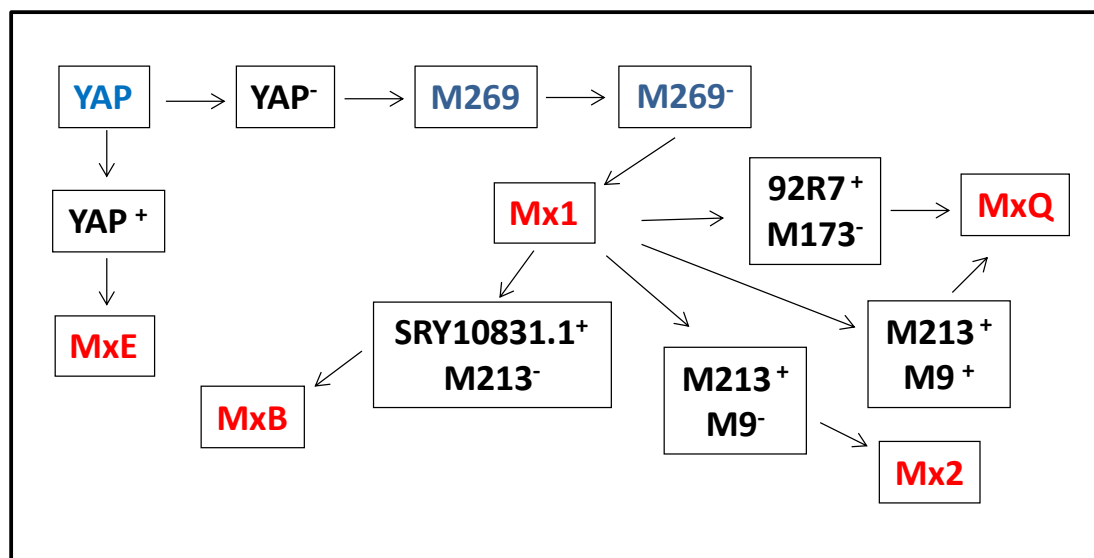 YAP
YAP⁻
M269
M269⁻
YAP ⁺
Mx1
92R7 ⁺
M173⁻
MxQ
MxE
SRY10831.1⁺
M213⁻
M213 ⁺
M9 ⁺
MxB
M213 ⁺
M9⁻
Mx2